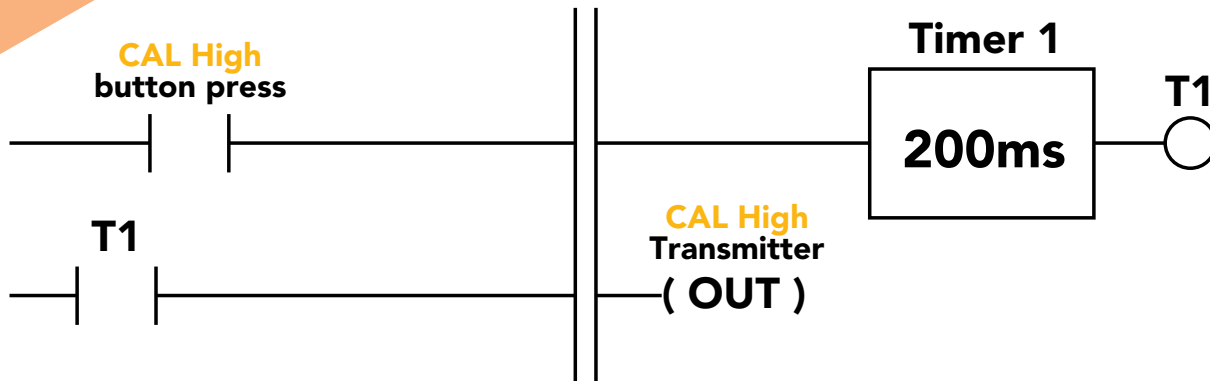 CAL High
button press
Timer 1
200ms
T1
T1
CAL High
Transmitter
( OUT )